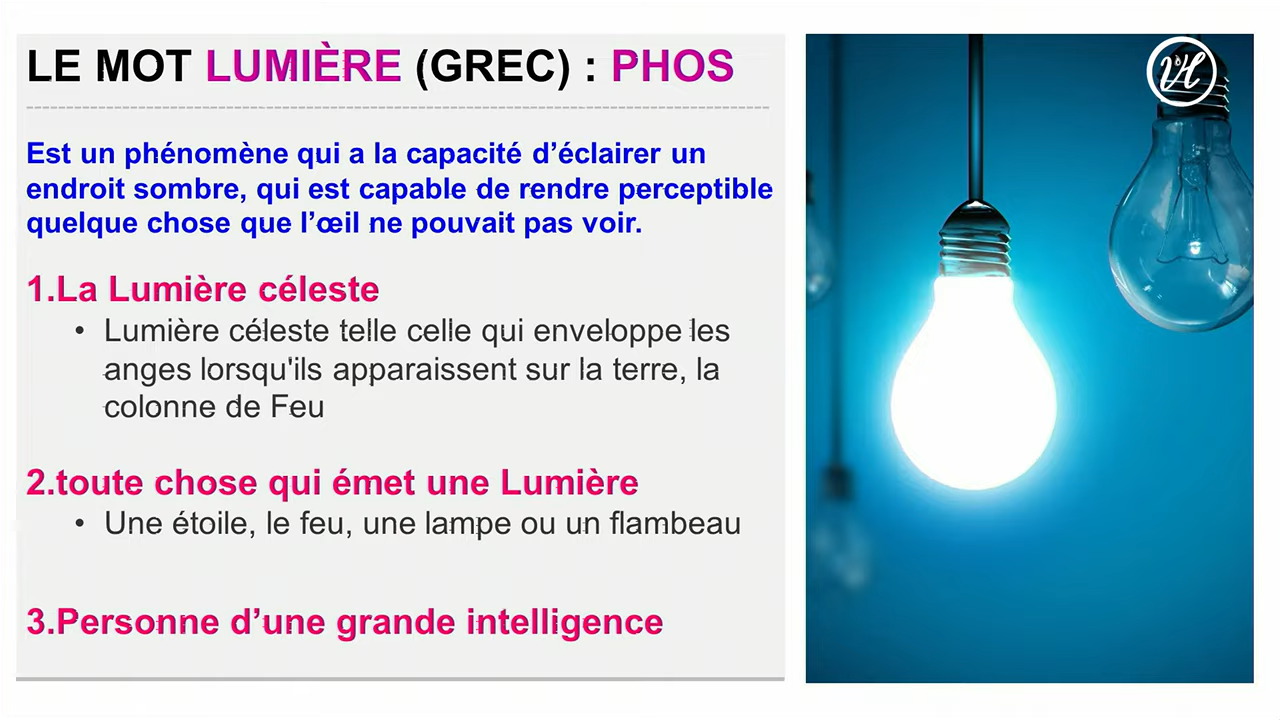 LE MOT LUMIÈRE (GREC) : PHOS
Est un phénomène qui a la capacité d’éclairer un
endroit sombre, qui est capable de rendre perceptible
quelque chose que l’œil ne pouvait pas voir.
1.La Lumière céleste
• Lumière céleste telle celle qui enveloppe les
anges lorsqu'ils apparaissent sur la terre, la
colonne de Feu
2.toute chose qui émet une Lumière
• Une étoile, le feu, une lampe ou un flambeau
3.Personne d’une grande intelligence